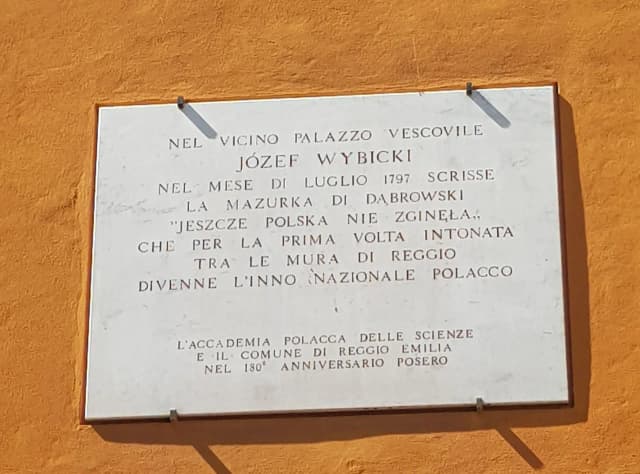 NEL VICINO PALAZZO VESCOVILE
JÓZEF WYBICKI
NEL MESE DI LUGLIO 1797 SCRISSE
LA MAZURKA DI DĄBROWSKI
"JESZCZE POLSKA NIE ZGINĘŁA„
CHE PER LA PRIMA VOLTA INTONATA
TRA LE MURA DI REGGIO
DIVENNE L'INNO NAZIONALE POLACCO
L'ACCADEMIA POLACCA DELLE SCIENZE
E IL COMUNE DI REGGIO EMILIA
NEL 180° ANNIVERSARIO POSERO